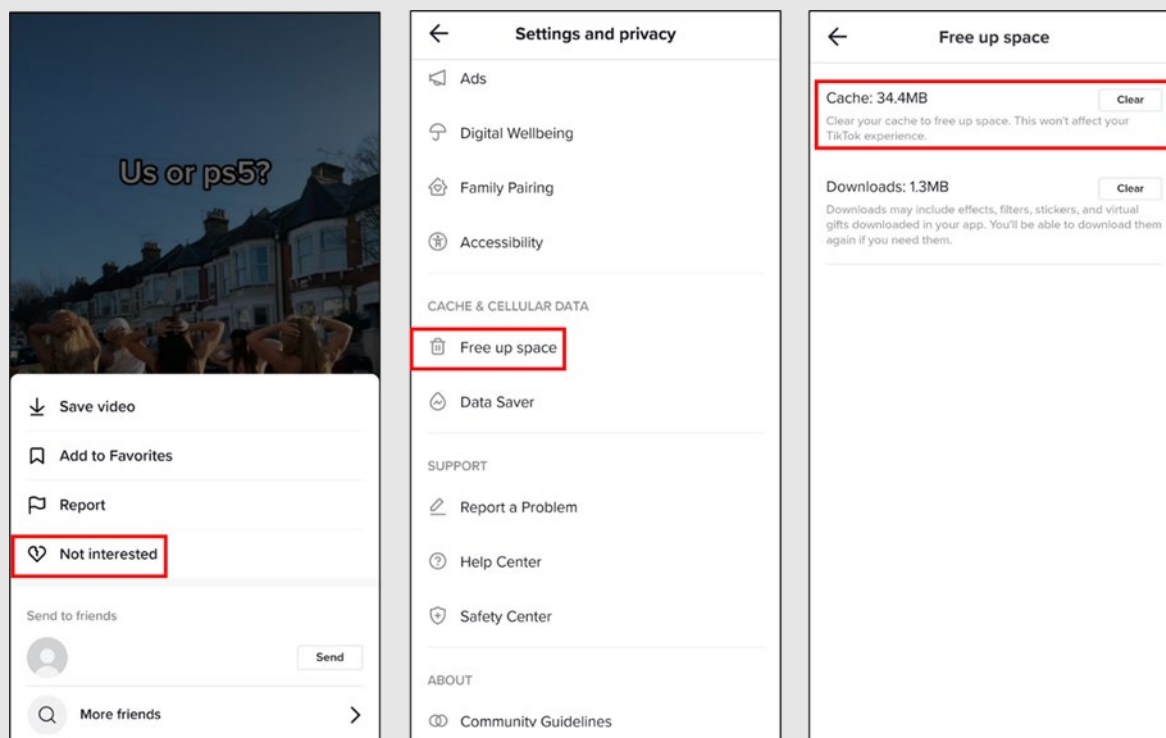 Us or ps5?
Save video
Add to Favorites
Report
Not interested
Send to friends
Send
More friends
Settings and privacy
Ads
Digital Wellbeing
Family Pairing
Accessibility
CACHE & CELLULAR DATA
Free up space
Data Saver
SUPPORT
Report a Problem
Help Center
Safety Center
ABOUT
Community Guidelines
Free up space
Cache: 34.4MB
Clear
Clear your cache to free up space. This won't affect your
TikTok experience.
Downloads: 1.3MB
Clear
Downloads may include effects, filters, stickers, and virtual
gifts downloaded in your app. You'll be able to download them
again if you need them.